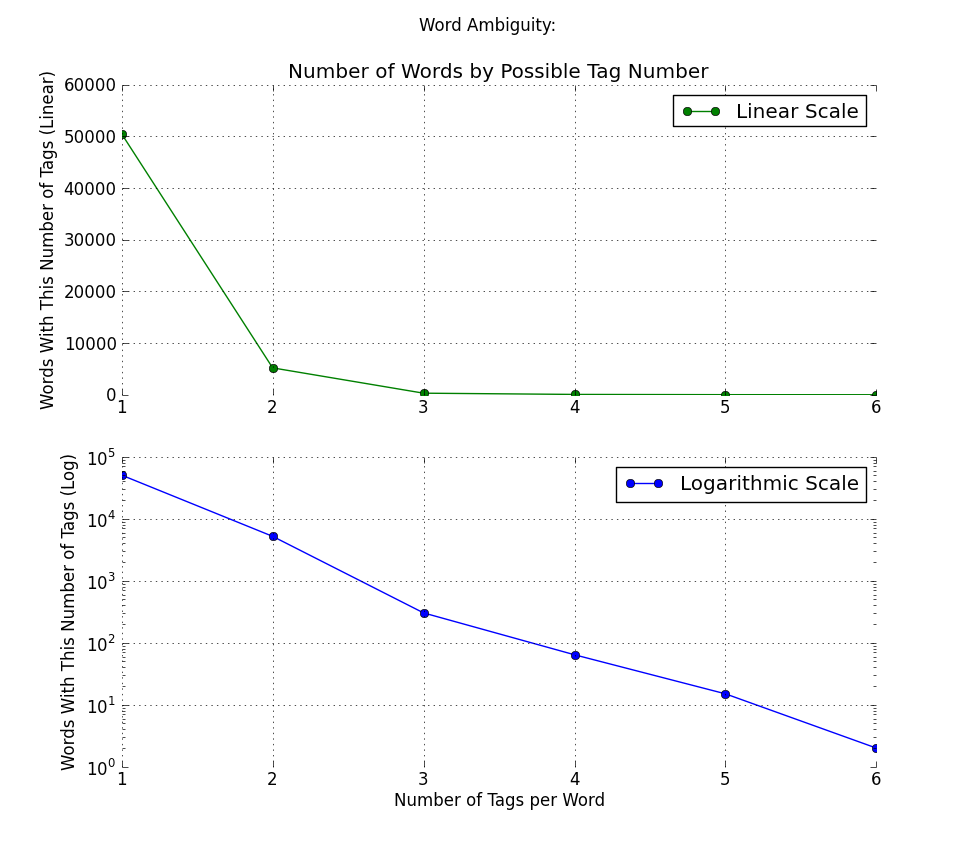 Word Ambiguity:
Number of Words by Possible Tag Number
Words With This Number of Tags (Linear)
60000
50000
40000
30000
20000
10000
0
Linear Scale
1 2 3 4 5 6
Words With This Number of Tags (Log)
10^5
10^4
10^3
10^2
10^1
10^0
Logarithmic Scale
1 2 3 4 5 6
Number of Tags per Word